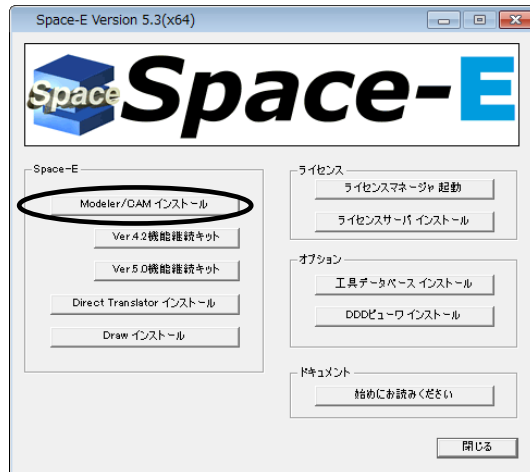 Space-E Version 5.3(x64)
Space
Space-E
Space-E
Modeler/CAM インストール
Ver.4.2機能継続キット
Ver.5.0機能継続キット
Direct Translator インストール
Draw インストール
ライセンス
ライセンスマネージャ 起動
ライセンスサーバ インストール
オプション
工具データベース インストール
DDDビューワ インストール
ドキュメント
始めにお読みください
閉じる